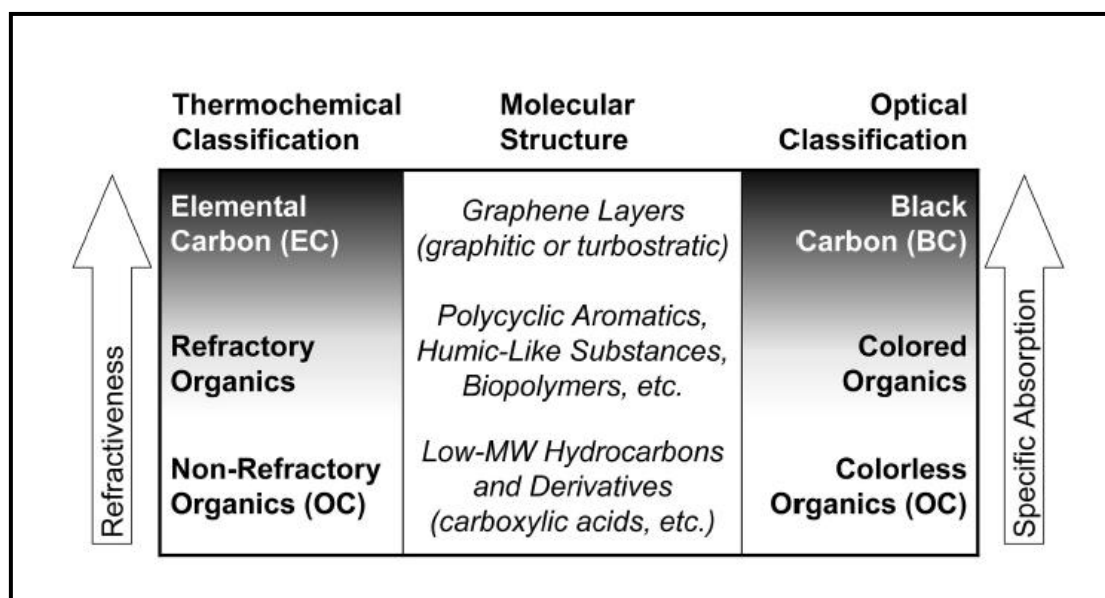 Thermochemical
Classification
Molecular
Structure
Optical
Classification
Refractiveness
Elemental
Carbon (EC)
Graphene Layers
(graphitic or turbostratic)
Black
Carbon (BC)
Refractory
Organics
Polycyclic Aromatics,
Humic-Like Substances,
Biopolymers, etc.
Colored
Organics
Non-Refractory
Organics (OC)
Low-MW Hydrocarbons
and Derivatives
(carboxylic acids, etc.)
Colorless
Organics (OC)
Specific Absorption